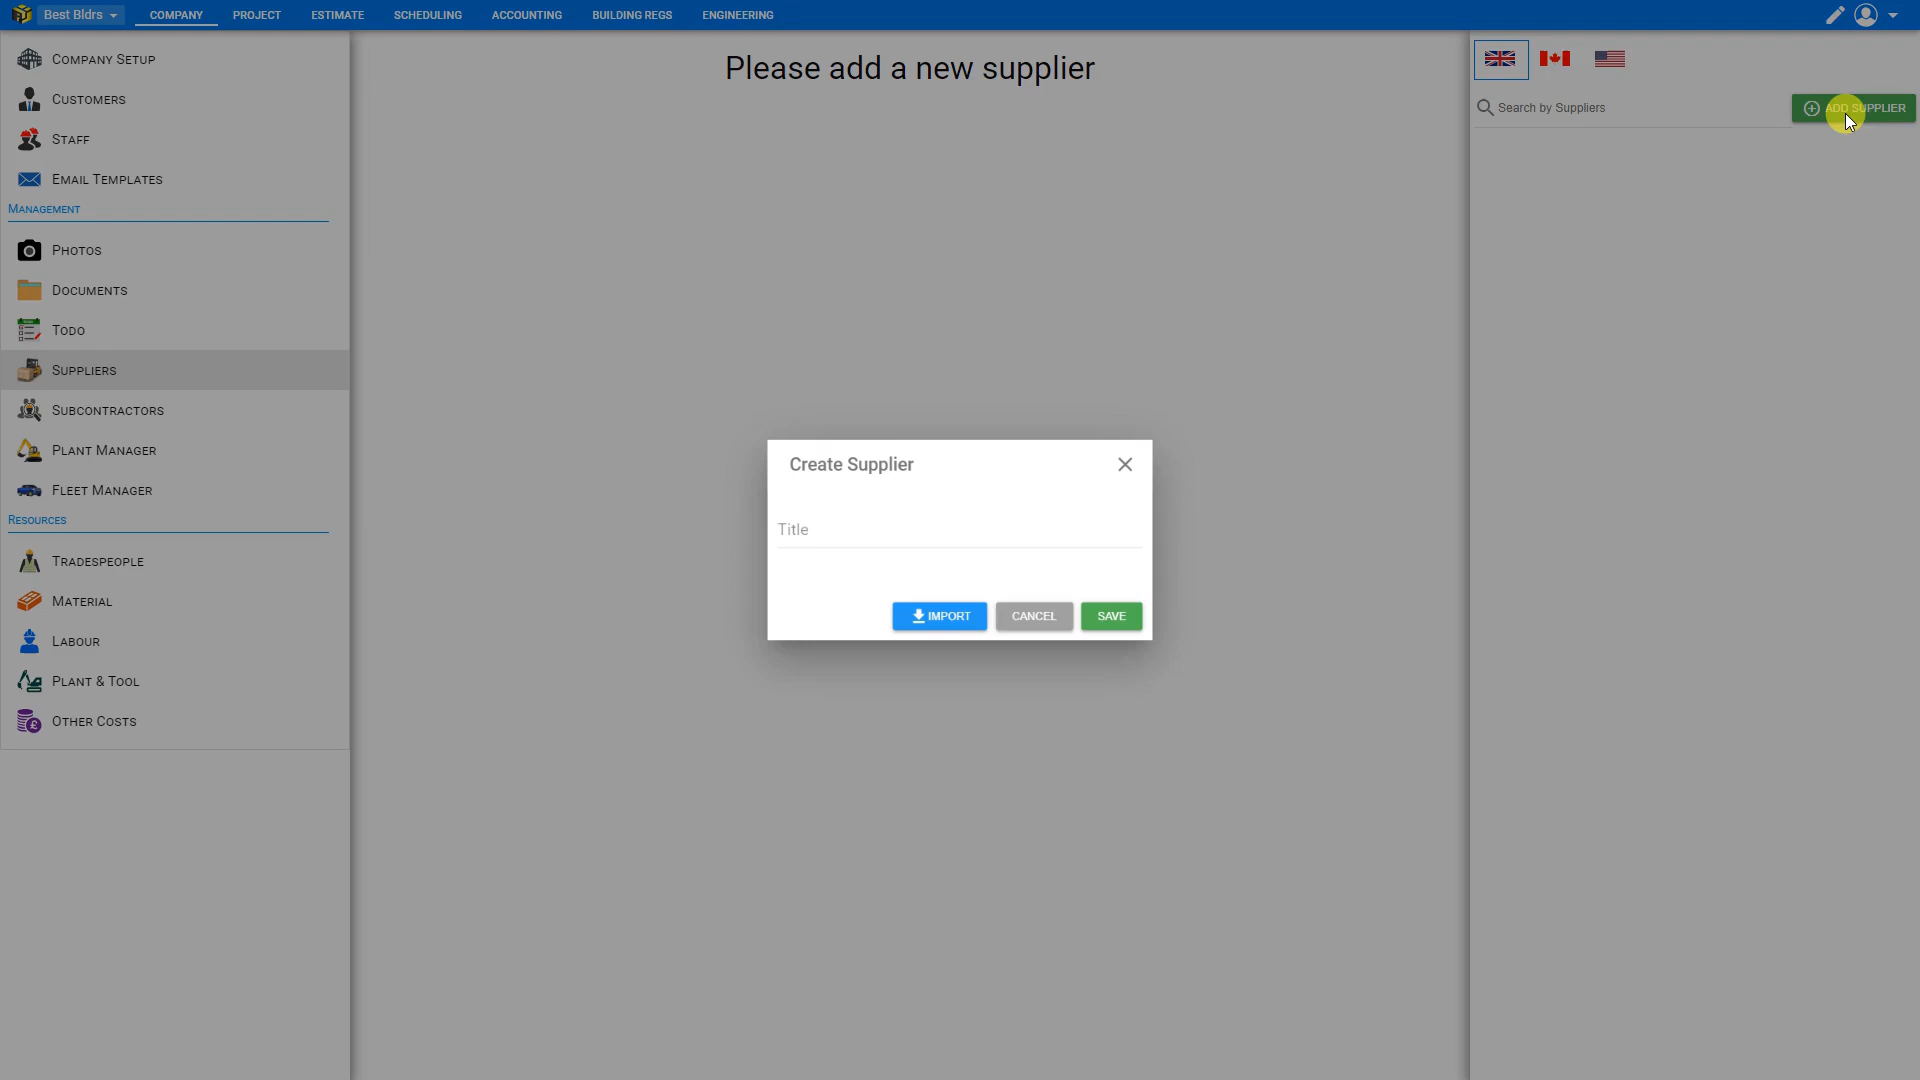 Best Bldrs
COMPANY
PROJECT
ESTIMATE
SCHEDULING
ACCOUNTING
BUILDING REGS
ENGINEERING
COMPANY SETUP
CUSTOMERS
STAFF
EMAIL TEMPLATES
MANAGEMENT
PHOTOS
DOCUMENTS
TODO
SUPPLIERS
SUBCONTRACTORS
PLANT MANAGER
FLEET MANAGER
RESOURCES
TRADESPEOPLE
MATERIAL
LABOUR
PLANT & TOOL
OTHER COSTS
Please add a new supplier
Create Supplier
Title
IMPORT
CANCEL
SAVE
Search by Suppliers
ADD SUPPLIER